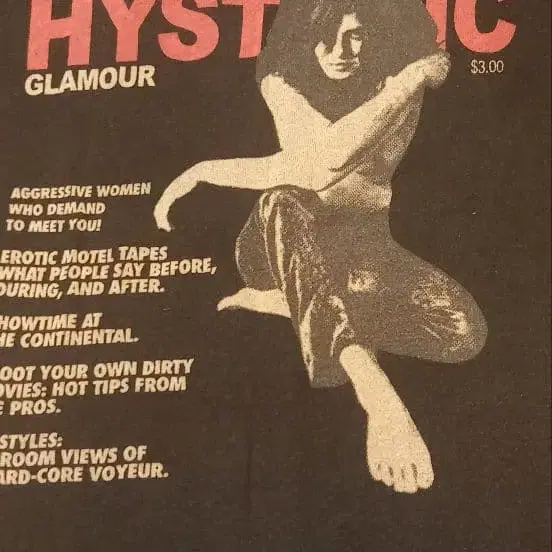 HYST IC
GLAMOUR
$3.00
AGGRESSIVE WOMEN
WHO DEMAND
TO MEET YOU!
EROTIC MOTEL TAPES
WHAT PEOPLE SAY BEFORE,
DURING, AND AFTER.
HOWTIME AT
HE CONTINENTAL.
OOT YOUR OWN DIRTY
OVIES: HOT TIPS FROM
E PROS.
STYLES:
ROOM VIEWS OF
ARD-CORE VOYEUR.